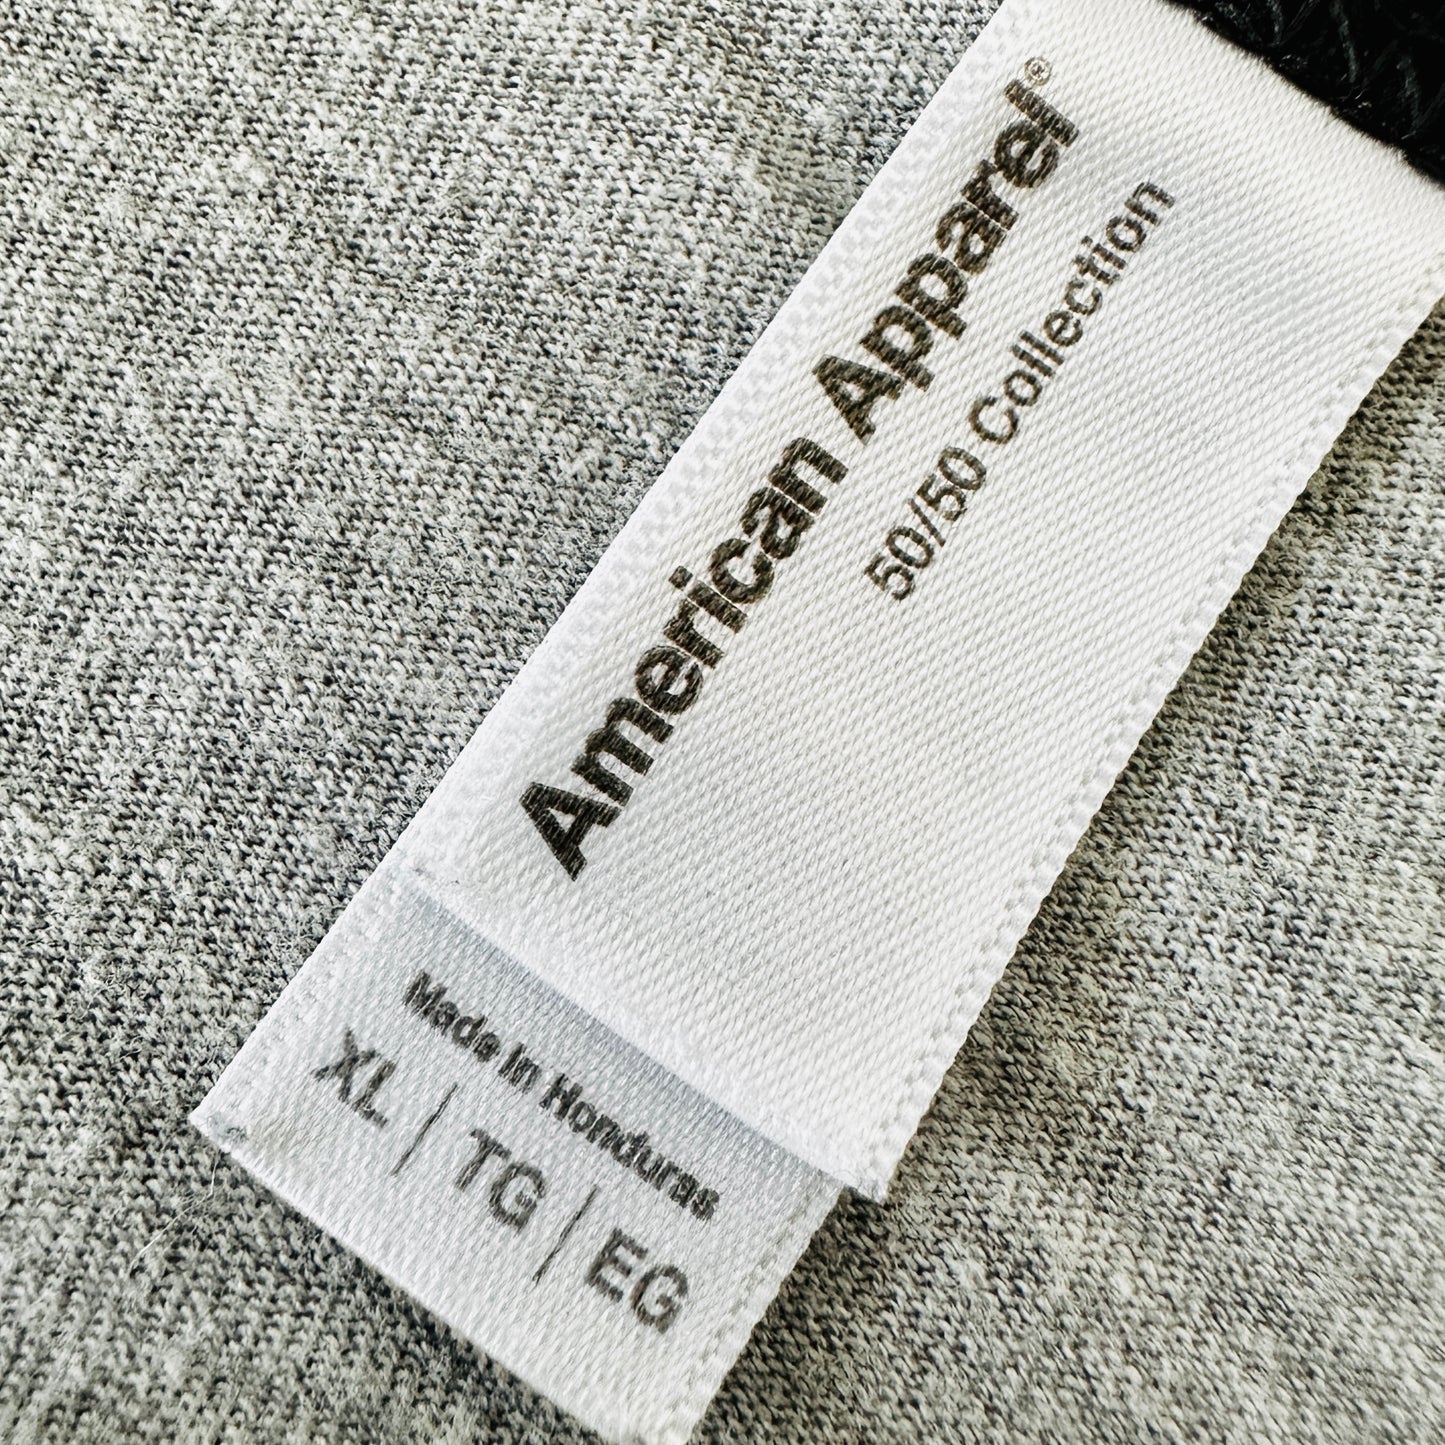 American Apparel®
50/50 Collection
Made In Honduras
XL | TG | EG